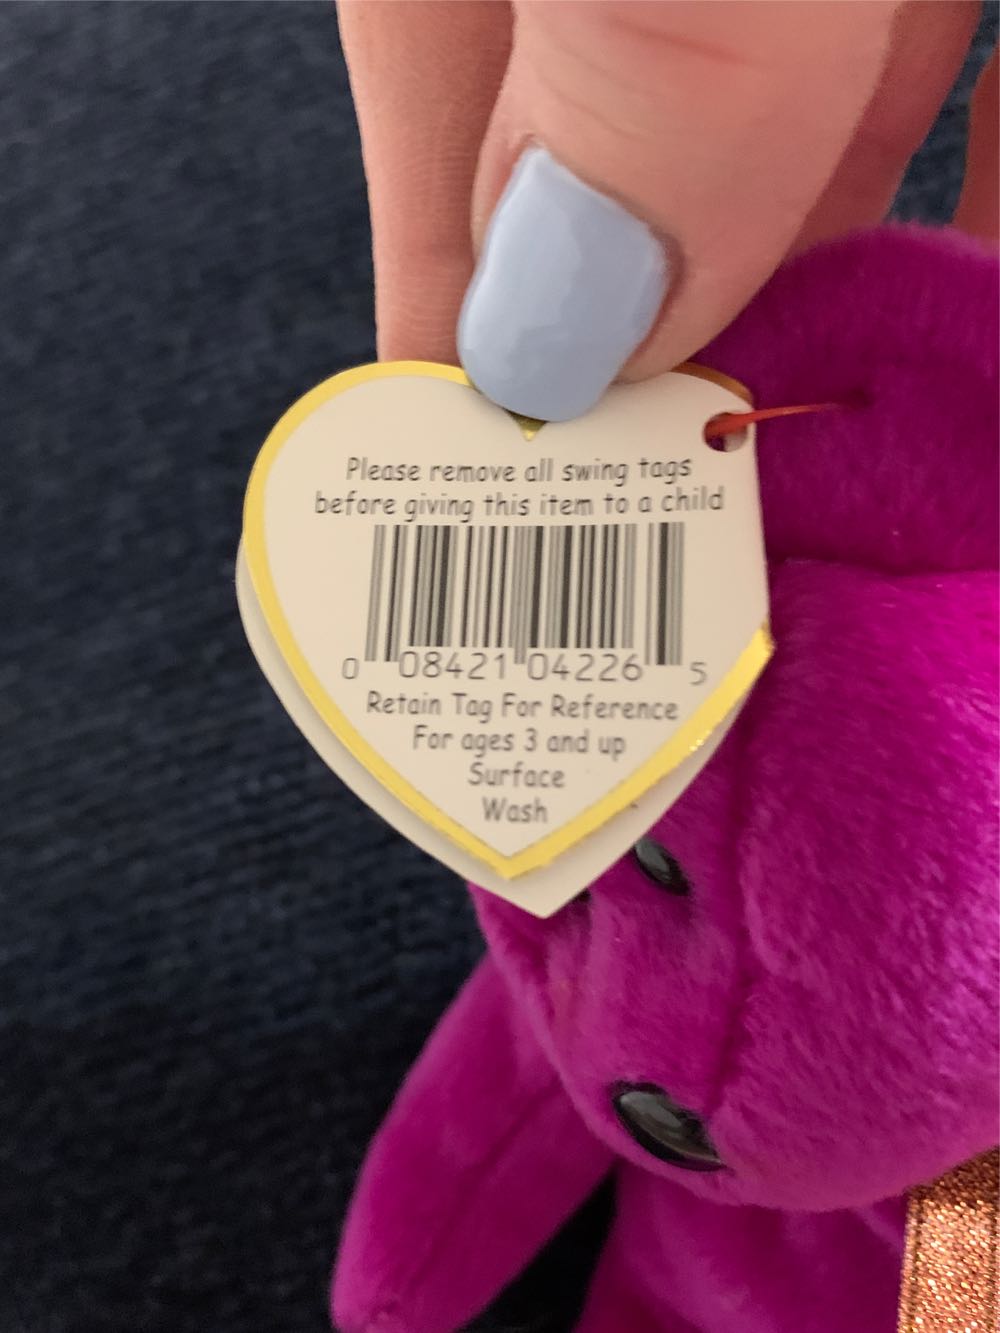 Please remove all swing tags
before giving this item to a child
0 08421 04226 5
Retain Tag For Reference
For ages 3 and up
Surface
Wash